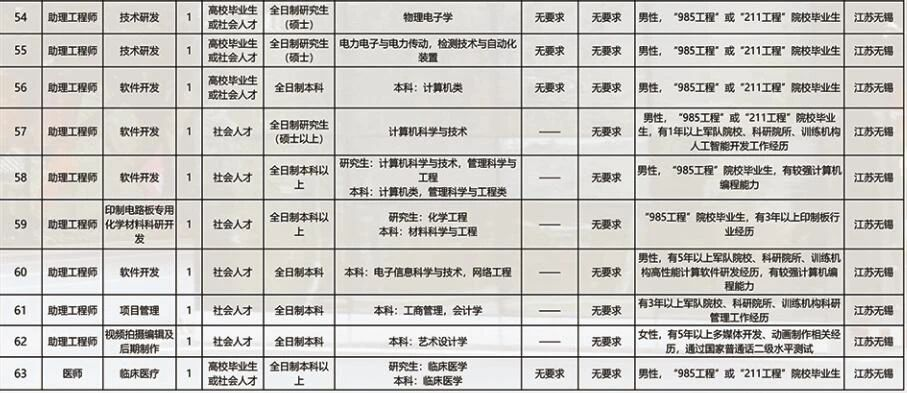 54 助理工程师 技术研发 1 高校毕业生或社会人才 全日制研究生（硕士） 物理电子学 无要求 无要求 男性，“985工程”或“211工程”院校毕业生 江苏无锡
55 助理工程师 技术研发 1 高校毕业生或社会人才 全日制研究生（硕士） 电力电子与电力传动，检测技术与自动化装置 无要求 无要求 男性，“985工程”或“211工程”院校毕业生 江苏无锡
56 助理工程师 软件开发 1 高校毕业生或社会人才 全日制本科 本科：计算机类 无要求 无要求 男性，“985工程”或“211工程”院校毕业生 江苏无锡
57 助理工程师 软件开发 1 社会人才 全日制研究生（硕士以上） 计算机科学与技术 —— 无要求 男性，“985工程”或“211工程”院校毕业生，有1年以上军队院校、科研院所、训练机构人工智能开发工作经历 江苏无锡
58 助理工程师 软件开发 1 社会人才 全日制本科以上 研究生：计算机科学与技术，管理科学与工程 本科：计算机类，管理科学与工程类 —— 无要求 男性，“985工程”院校毕业生，有较强计算机编程能力 江苏无锡
59 助理工程师 印制电路板专用化学材料科研开发 1 社会人才 全日制本科以上 研究生：化学工程 本科：材料科学与工程 —— 无要求 “985工程”院校毕业生，有3年以上印制板行业经历 江苏无锡
60 助理工程师 软件开发 1 社会人才 全日制本科 本科：电子信息科学与技术，网络工程 —— 无要求 男性，有5年以上军队院校、科研院所、训练机构高性能计算软件研发经历，有较强计算机编程能力 江苏无锡
61 助理工程师 项目管理 1 社会人才 全日制本科 本科：工商管理，会计学 —— 无要求 有3年以上军队院校、科研院所、训练机构科研管理工作经历 江苏无锡
62 助理工程师 视频拍摄编辑及后期制作 1 社会人才 全日制本科 本科：艺术设计学 —— 无要求 女性，有5年以上多媒体开发、动画制作相关经历，通过国家普通话二级水平测试 江苏无锡
63 医师 临床医疗 1 高校毕业生或社会人才 全日制本科以上 研究生：临床医学 本科：临床医学 无要求 无要求 男性，“985工程”或“211工程”院校毕业生 江苏无锡